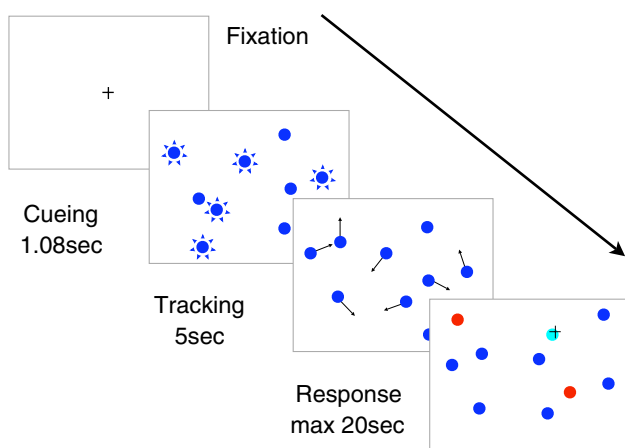 Fixation
Cueing
1.08sec
Tracking
5sec
Response
max 20sec